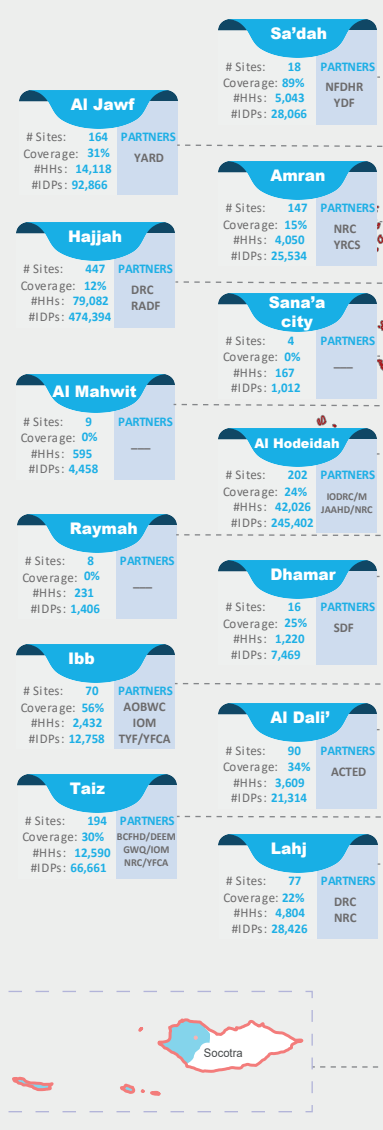 Sa'dah
# Sites: 18 PARTNERS
Coverage: 89% NFDHR
#HHs: 5,043 YDF
#IDPs: 28,066
Al Jawf
# Sites: 164 PARTNERS
Coverage: 31% YARD
#HHs: 14,118
#IDPs: 92,866
Amran
# Sites: 147 PARTNERS
Coverage: 15% NRC
#HHs: 4,050 YRCS
#IDPs: 25,534
Hajjah
# Sites: 447 PARTNERS
Coverage: 12% DRC
#HHs: 79,082 RADF
#IDPs: 474,394
Sana'a
city
# Sites: 4 PARTNERS
Coverage: 0%
#HHs: 167 —
#IDPs: 1,012
Al Mahwit
# Sites: 9 PARTNERS
Coverage: 0%
#HHs: 595 —
#IDPs: 4,458
Al Hodeidah
# Sites: 202 PARTNERS
Coverage: 24% IODRC/M
#HHs: 42,026 JAAHD/NRC
#IDPs: 245,402
Raymah
# Sites: 8 PARTNERS
Coverage: 0%
#HHs: 231 —
#IDPs: 1,406
Dhamar
# Sites: 16 PARTNERS
Coverage: 25% SDF
#HHs: 1,220
#IDPs: 7,469
Ibb
# Sites: 70 PARTNERS
Coverage: 56% AOBWC
#HHs: 2,432 IOM
#IDPs: 12,758 TYF/YFCA
Al Dali'
# Sites: 90 PARTNERS
Coverage: 34% ACTED
#HHs: 3,609
#IDPs: 21,314
Taiz
# Sites: 194 PARTNERS
Coverage: 30% BCFHD/DEEM
#HHs: 12,590 GWQ/IOM
#IDPs: 66,661 NRC/YFCA
Lahj
# Sites: 77 PARTNERS
Coverage: 22% DRC
#HHs: 4,804 NRC
#IDPs: 28,426
Socotra